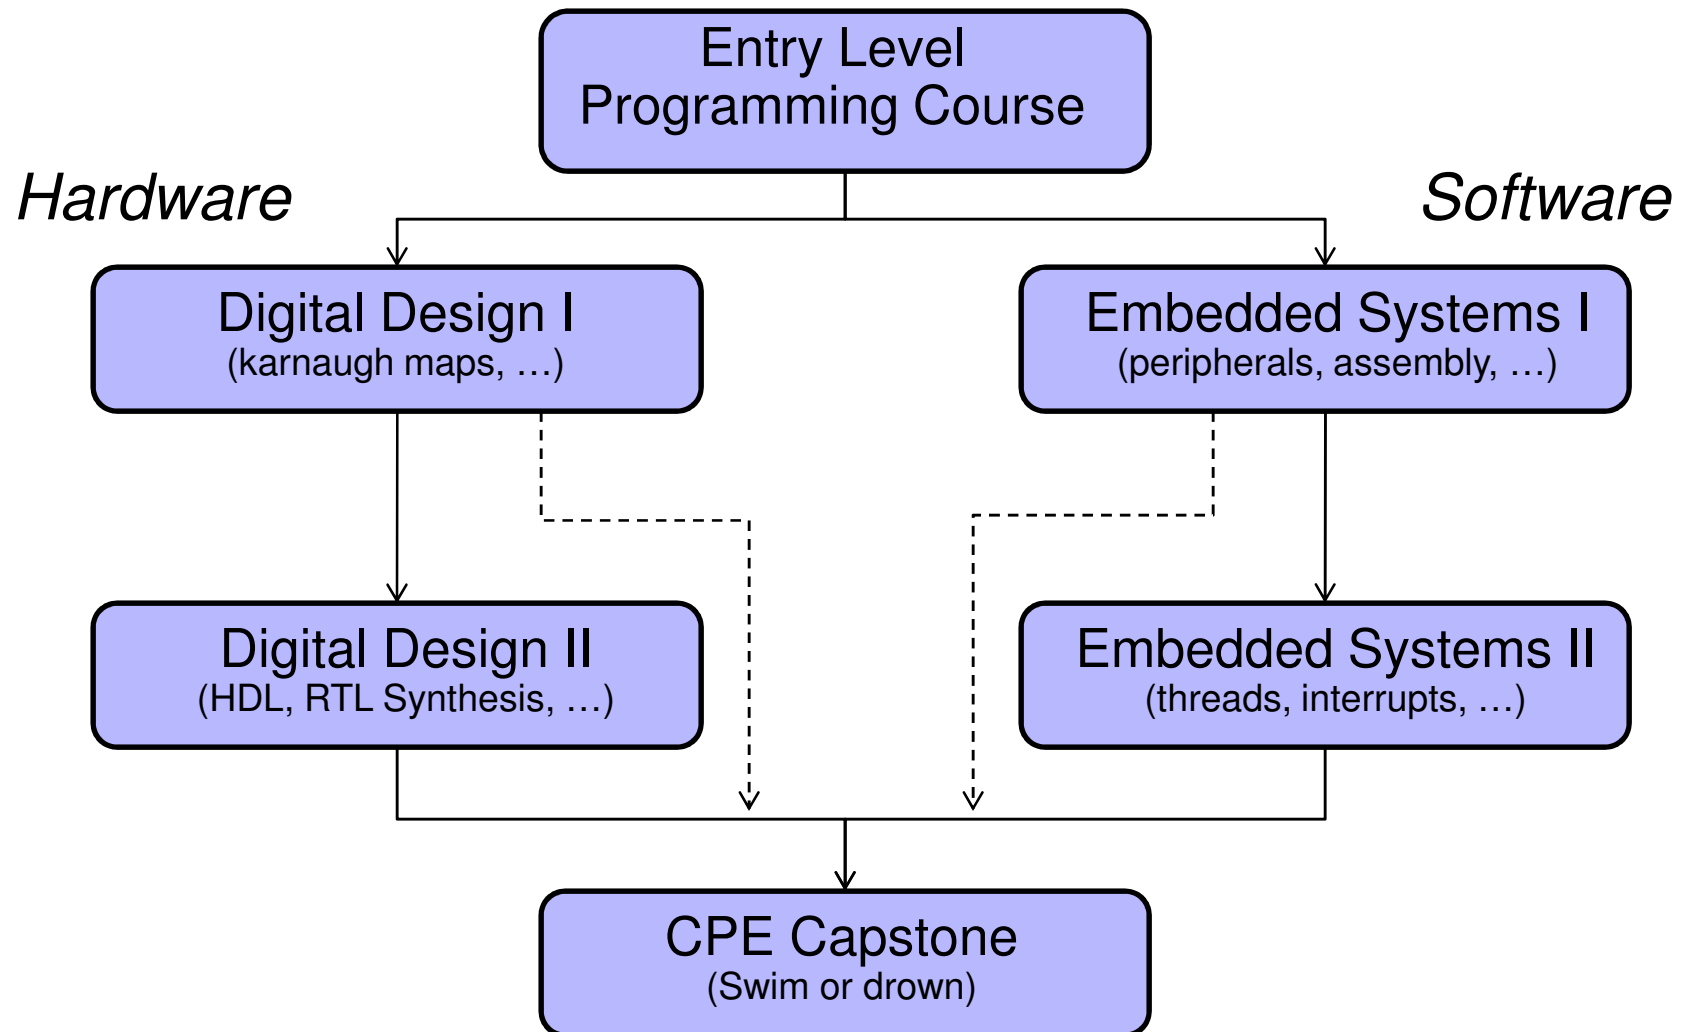 Entry Level
Programming Course
Hardware
Software
Digital Design I
(karnaugh maps, …)
Embedded Systems I
(peripherals, assembly, …)
Digital Design II
(HDL, RTL Synthesis, …)
Embedded Systems II
(threads, interrupts, …)
CPE Capstone
(Swim or drown)